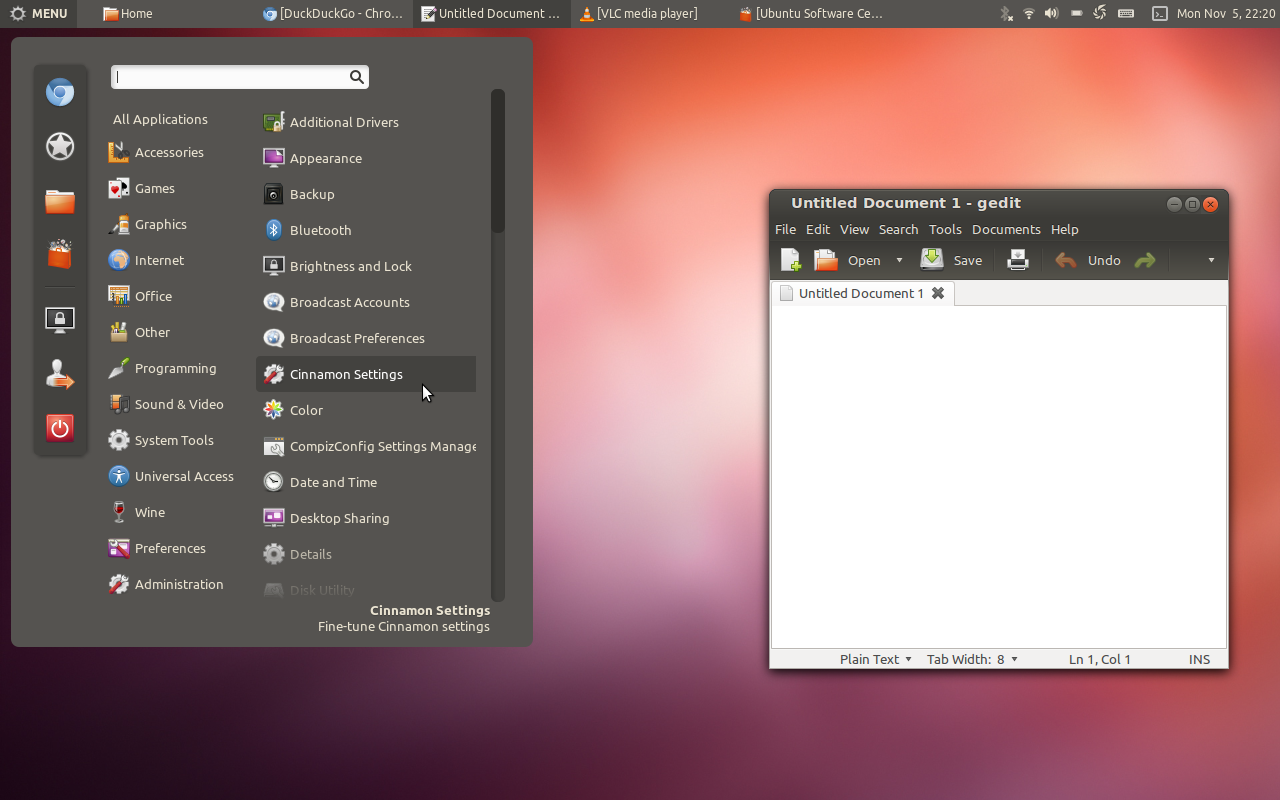 MENU
Home
[DuckDuckGo - Chro...
Untitled Document ...
[VLC media player]
[Ubuntu Software Ce...
Mon Nov 5, 22:20
All Applications
Accessories
Games
Graphics
Internet
Office
Other
Programming
Sound & Video
System Tools
Universal Access
Wine
Preferences
Administration
Additional Drivers
Appearance
Backup
Bluetooth
Brightness and Lock
Broadcast Accounts
Broadcast Preferences
Cinnamon Settings
Color
CompizConfig Settings Manage
Date and Time
Desktop Sharing
Details
Disk Utility
Cinnamon Settings
Fine-tune Cinnamon settings
Untitled Document 1 - gedit
File Edit View Search Tools Documents Help
Open Save Undo
Untitled Document 1
Plain Text Tab Width: 8 Ln 1, Col 1 INS